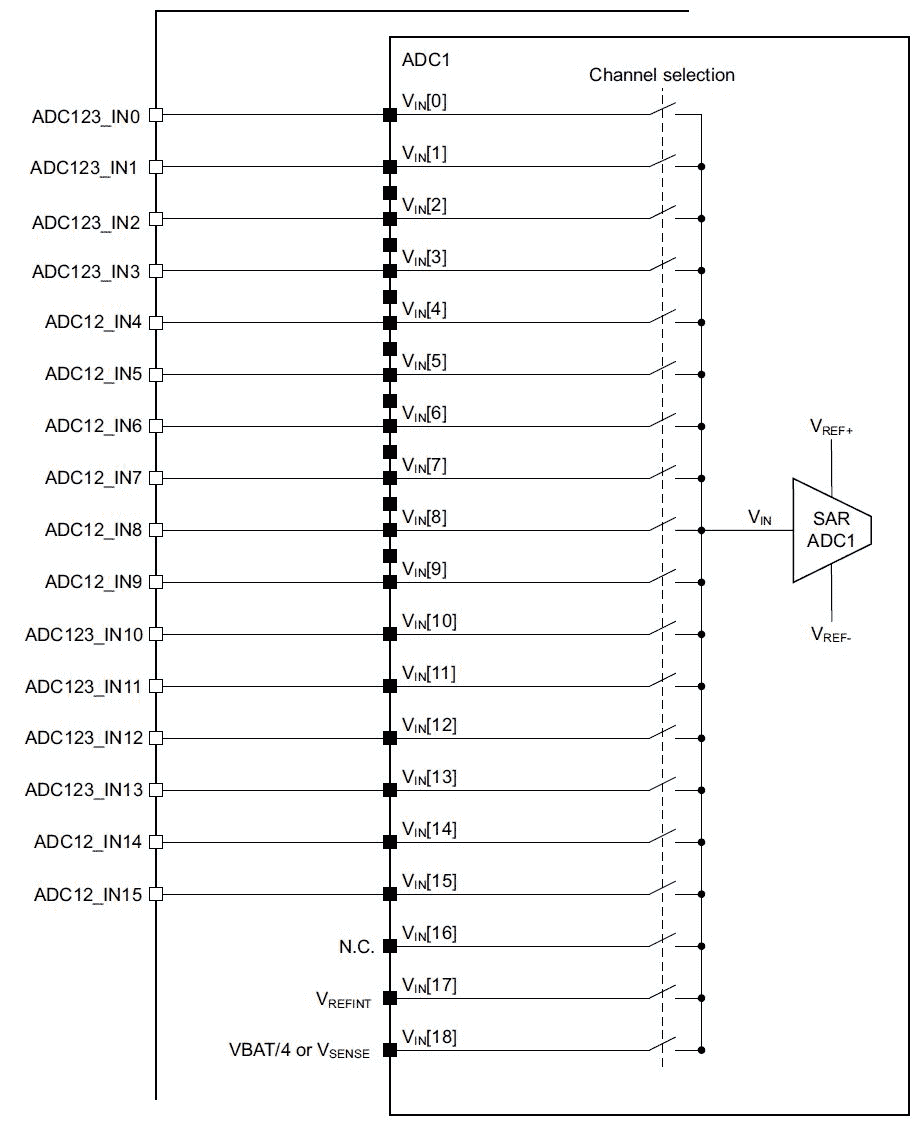 ADC1
Channel selection
ADC123_IN0 VIN[0]
ADC123_IN1 VIN[1]
ADC123_IN2 VIN[2]
ADC123_IN3 VIN[3]
ADC12_IN4 VIN[4]
ADC12_IN5 VIN[5]
ADC12_IN6 VIN[6]
VREF+
ADC12_IN7 VIN[7]
ADC12_IN8 VIN[8] VIN SAR
ADC1
ADC12_IN9 VIN[9]
ADC123_IN10 VIN[10] VREF-
ADC123_IN11 VIN[11]
ADC123_IN12 VIN[12]
ADC123_IN13 VIN[13]
ADC12_IN14 VIN[14]
ADC12_IN15 VIN[15]
N.C. VIN[16]
VREFINT VIN[17]
VBAT/4 or VSENSE VIN[18]